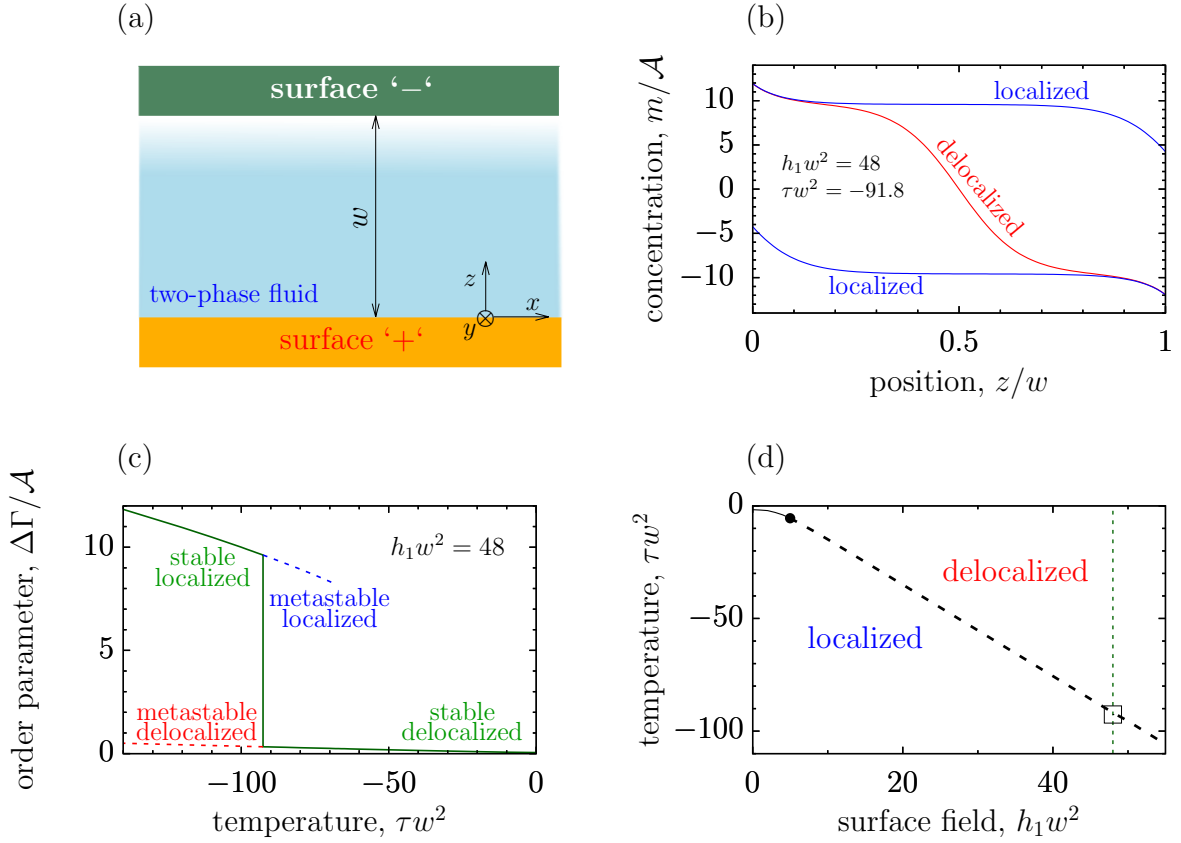 (a)
surface ‘−‘
w
two-phase fluid
z
x
y
surface ‘+‘
(b)
concentration, m/𝒜
10
5
0
−5
−10
localized
delocalized
h₁w² = 48
τw² = −91.8
localized
0
0.5
1
position, z/w
(c)
order parameter, ΔΓ/𝒜
10
5
0
h₁w² = 48
stable
localized
metastable
localized
metastable
delocalized
stable
delocalized
−100
−50
0
temperature, τw²
(d)
temperature, τw²
0
−50
−100
delocalized
localized
0
20
40
surface field, h₁w²